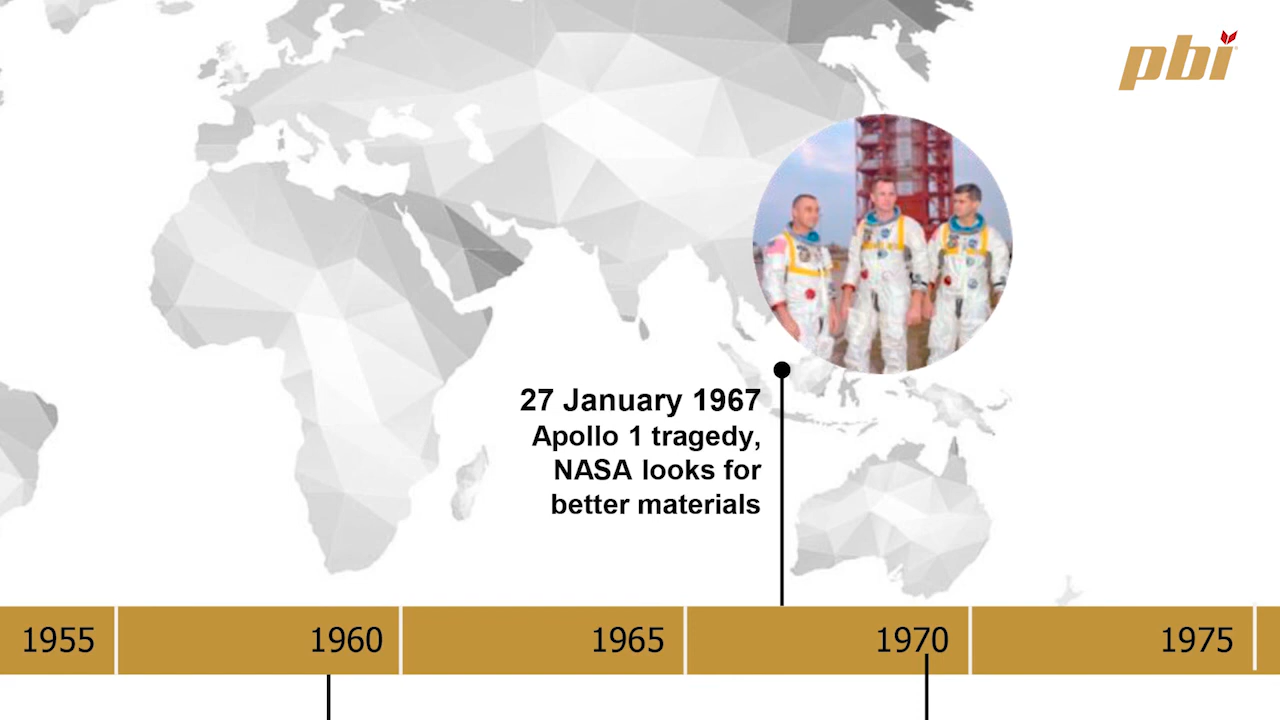 pbi
27 January 1967
Apollo 1 tragedy,
NASA looks for
better materials
1955
1960
1965
1970
1975